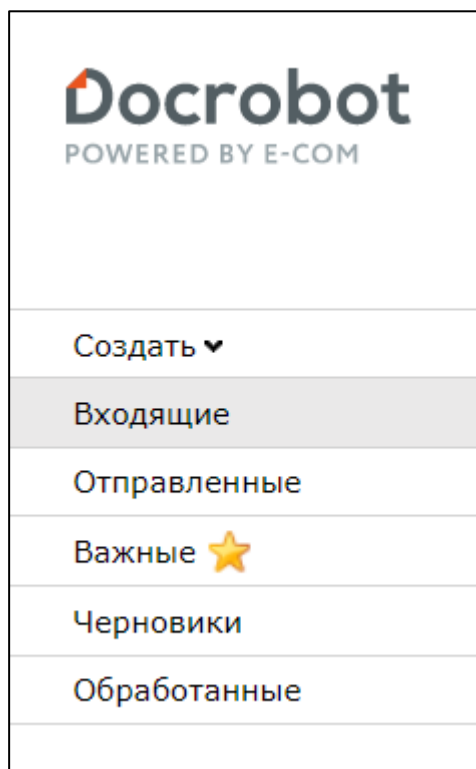 Docrobot
POWERED BY E-COM
Создать
Входящие
Отправленные
Важные
Черновики
Обработанные